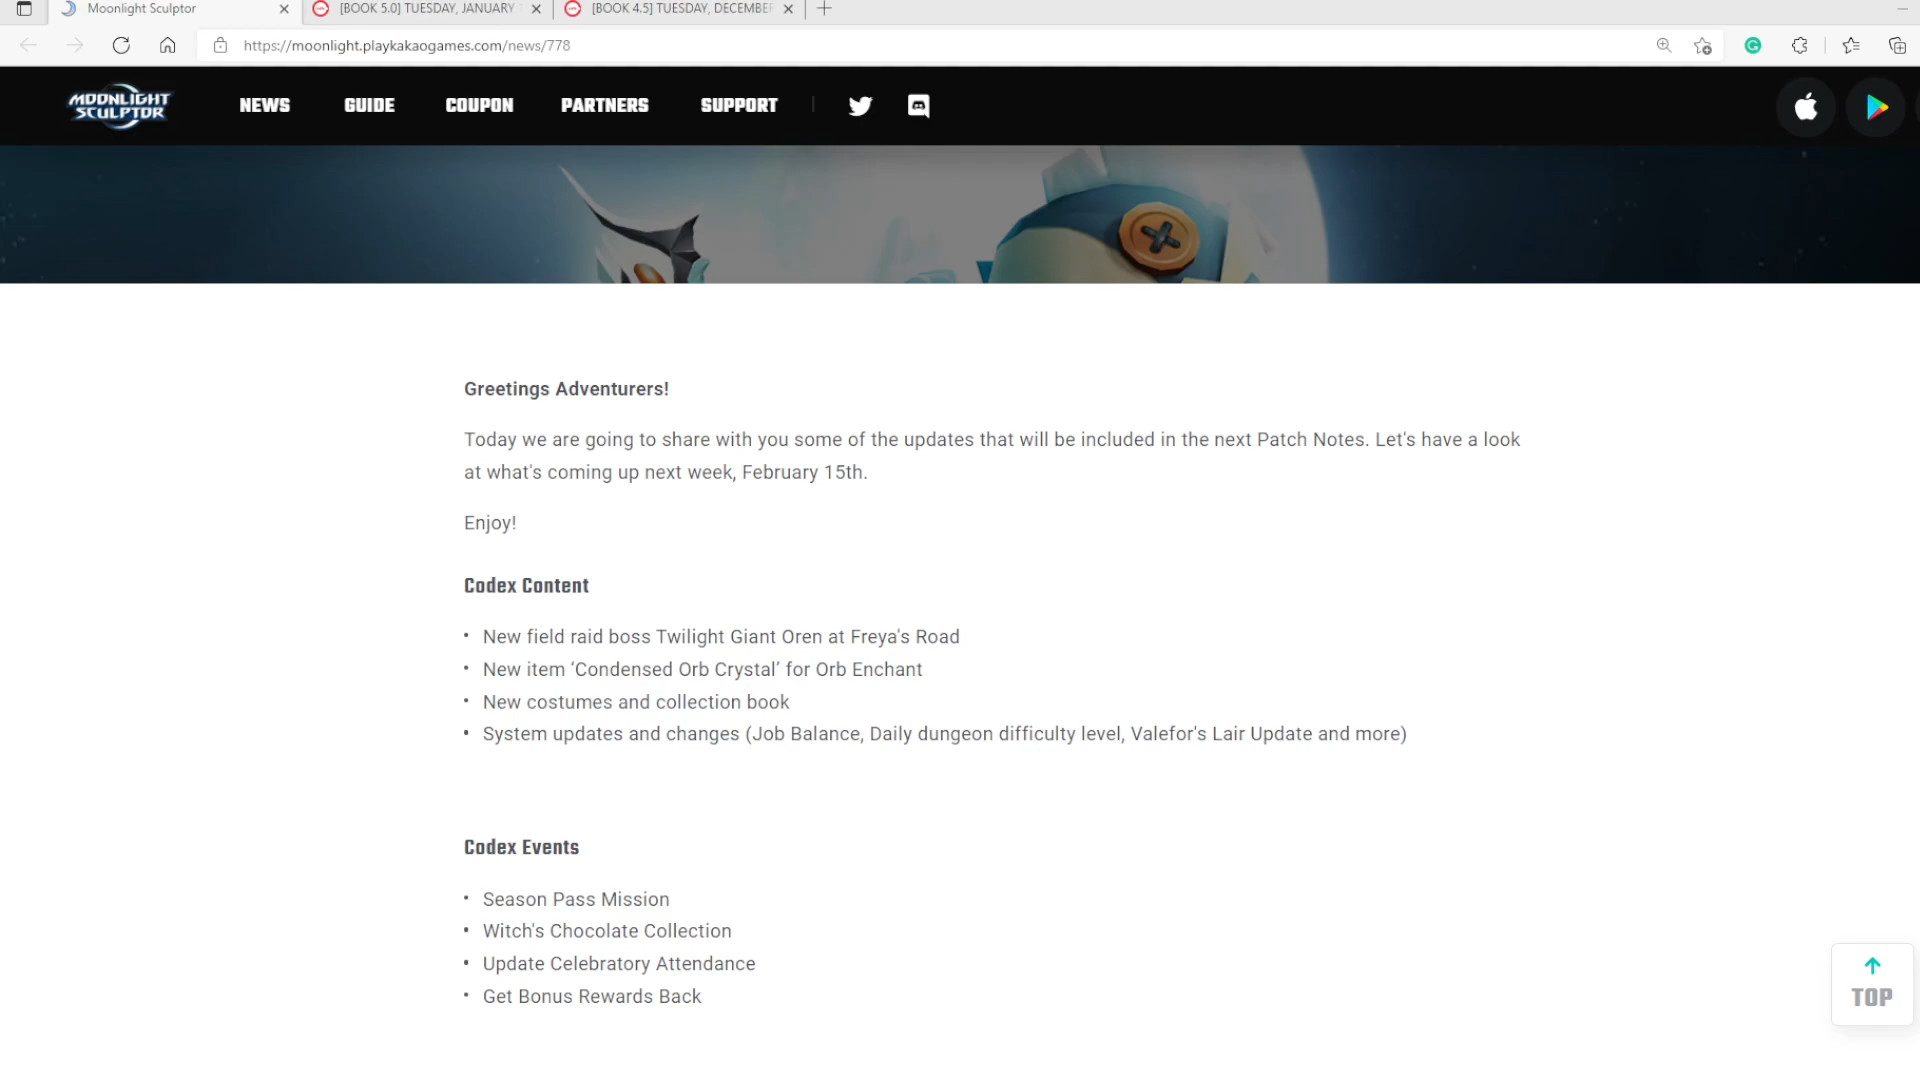 Moonlight Sculptor
[BOOK 5.0] TUESDAY, JANUARY
[BOOK 4.5] TUESDAY, DECEMBER
https://moonlight.playkakaogames.com/news/778
MOONLIGHT
SCULPTOR
NEWS GUIDE COUPON PARTNERS SUPPORT
Greetings Adventurers!
Today we are going to share with you some of the updates that will be included in the next Patch Notes. Let's have a look
at what's coming up next week, February 15th.
Enjoy!
Codex Content
• New field raid boss Twilight Giant Oren at Freya's Road
• New item ‘Condensed Orb Crystal’ for Orb Enchant
• New costumes and collection book
• System updates and changes (Job Balance, Daily dungeon difficulty level, Valefor's Lair Update and more)
Codex Events
• Season Pass Mission
• Witch's Chocolate Collection
• Update Celebratory Attendance
• Get Bonus Rewards Back
TOP